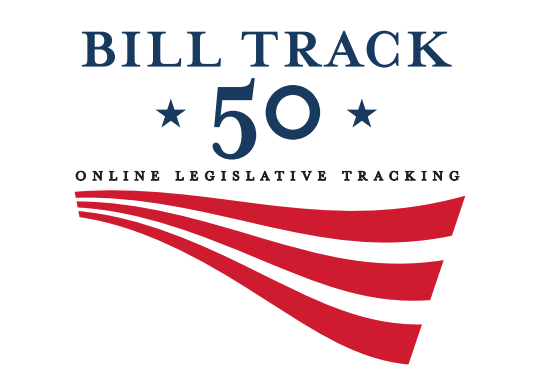 BILL TRACK
50
ONLINE LEGISLATIVE TRACKING